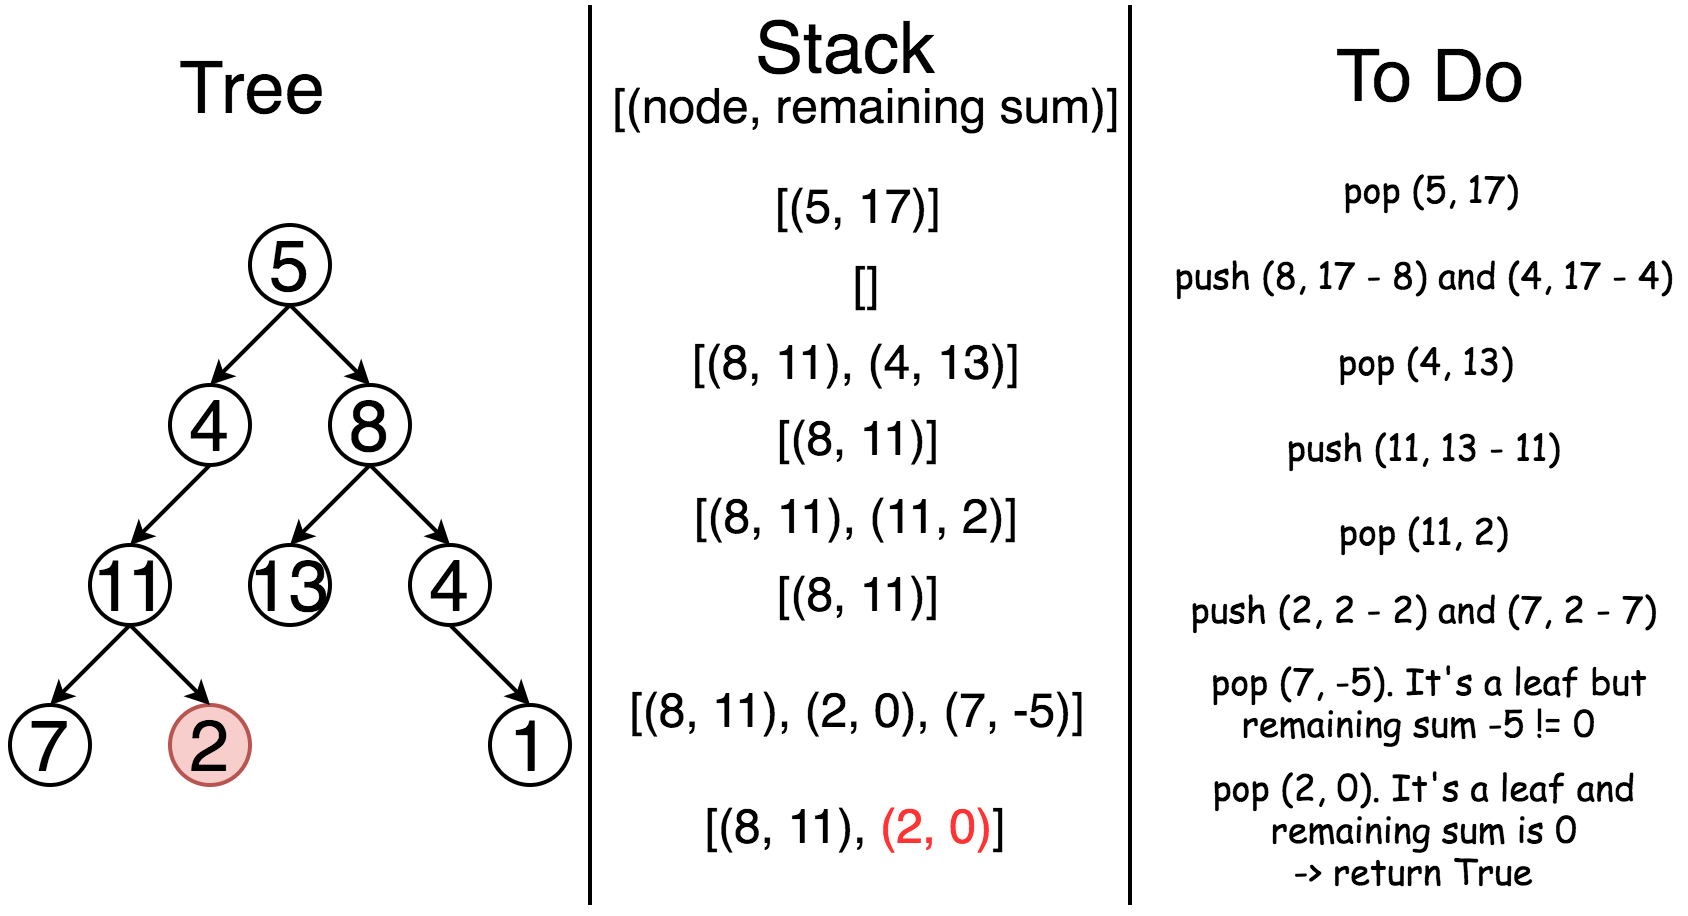 Tree
5
4
8
11
13
4
7
2
1
Stack
[(node, remaining sum)]
[(5, 17)]
[]
[(8, 11), (4, 13)]
[(8, 11)]
[(8, 11), (11, 2)]
[(8, 11)]
[(8, 11), (2, 0), (7, -5)]
[(8, 11), (2, 0)]
To Do
pop (5, 17)
push (8, 17 - 8) and (4, 17 - 4)
pop (4, 13)
push (11, 13 - 11)
pop (11, 2)
push (2, 2 - 2) and (7, 2 - 7)
pop (7, -5). It's a leaf but
remaining sum -5 != 0
pop (2, 0). It's a leaf and
remaining sum is 0
-> return True